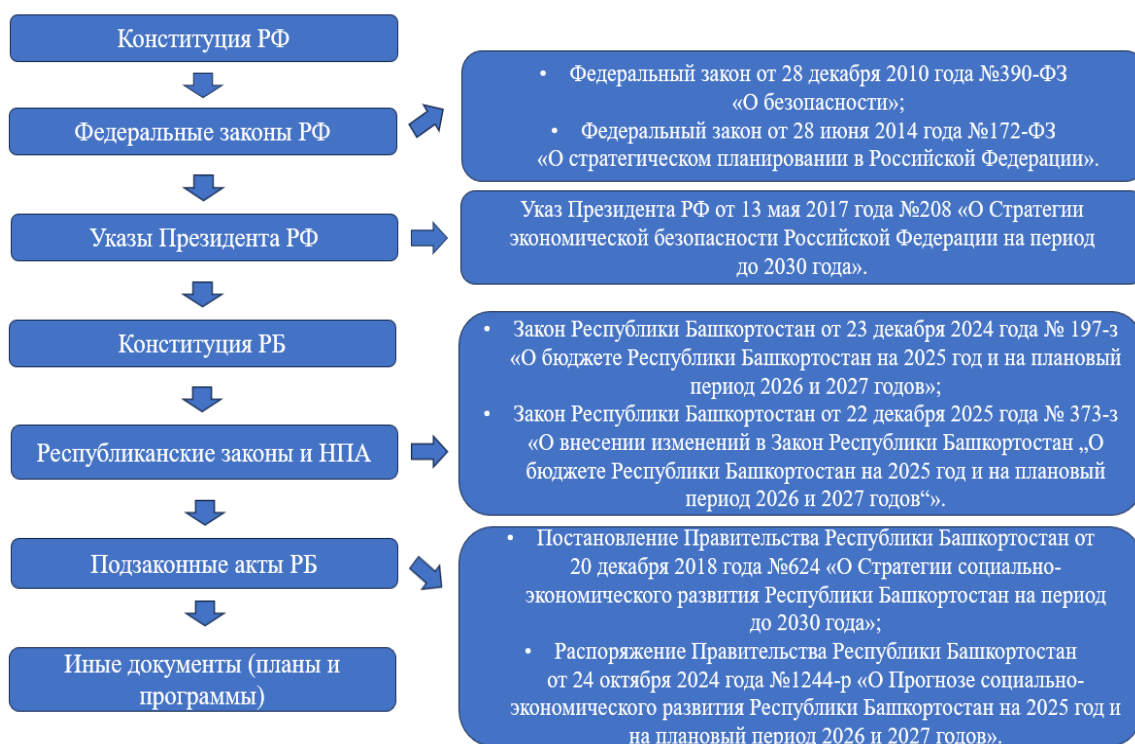 Конституция РФ
Федеральные законы РФ
• Федеральный закон от 28 декабря 2010 года №390-ФЗ
«О безопасности»;
• Федеральный закон от 28 июня 2014 года №172-ФЗ
«О стратегическом планировании в Российской Федерации».
Указы Президента РФ
Указ Президента РФ от 13 мая 2017 года №208 «О Стратегии
экономической безопасности Российской Федерации на период
до 2030 года».
Конституция РБ
Республиканские законы и НПА
• Закон Республики Башкортостан от 23 декабря 2024 года № 197-з
«О бюджете Республики Башкортостан на 2025 год и на плановый
период 2026 и 2027 годов»;
• Закон Республики Башкортостан от 22 декабря 2025 года № 373-з
«О внесении изменений в Закон Республики Башкортостан „О
бюджете Республики Башкортостан на 2025 год и на плановый
период 2026 и 2027 годов“».
Подзаконные акты РБ
• Постановление Правительства Республики Башкортостан от
20 декабря 2018 года №624 «О Стратегии социально-
экономического развития Республики Башкортостан на период
до 2030 года»;
• Распоряжение Правительства Республики Башкортостан
от 24 октября 2024 года №1244-р «О Прогнозе социально-
экономического развития Республики Башкортостан на 2025 год и
на плановый период 2026 и 2027 годов».
Иные документы (планы и
программы)